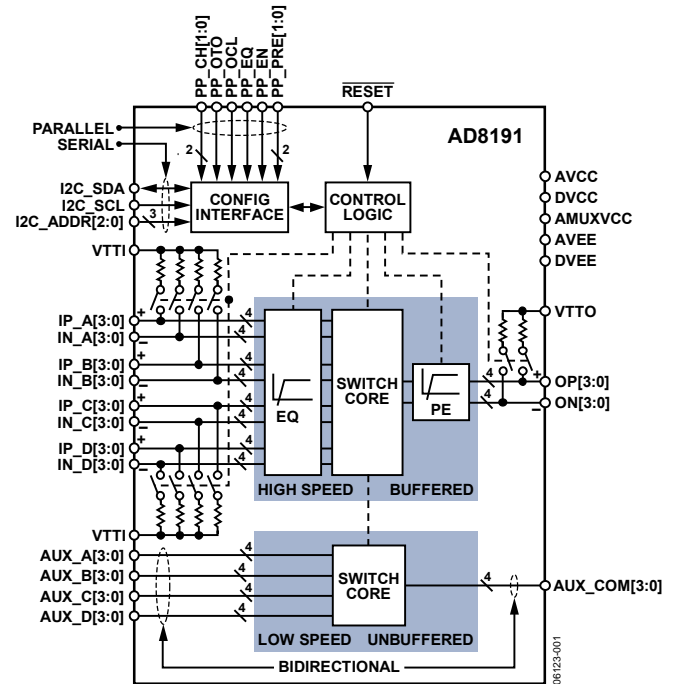 PP_CH[1:0]
PP_OTO
PP_OCL
PP_EQ
PP_EN
PP_PRE[1:0]
RESET
PARALLEL
SERIAL
AD8191
2
2
I2C_SDA
I2C_SCL
I2C_ADDR[2:0]
3
CONFIG
INTERFACE
CONTROL
LOGIC
AVCC
DVCC
AMUXVCC
AVEE
DVEE
VTTI
VTTO
+
IP_A[3:0]
4
IN_A[3:0]
4
–
+
IP_B[3:0]
4
IN_B[3:0]
4
–
+
IP_C[3:0]
4
IN_C[3:0]
4
–
+
IP_D[3:0]
4
IN_D[3:0]
4
–
EQ
SWITCH
CORE
PE
4
+
OP[3:0]
4
–
ON[3:0]
HIGH SPEED
BUFFERED
VTTI
AUX_A[3:0]
4
AUX_B[3:0]
4
AUX_C[3:0]
4
AUX_D[3:0]
4
SWITCH
CORE
4
AUX_COM[3:0]
LOW SPEED
UNBUFFERED
BIDIRECTIONAL
06123-001